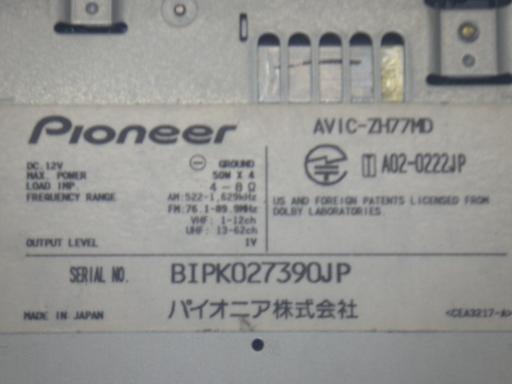 Pioneer
AVIC-ZH77MD
DC.12V GROUND
MAX. POWER 50W X 4
LOAD IMP. 4-8Ω
FREQUENCY RANGE AM:522-1,629kHz
FM:76.1-89.9MHz
VHF: 1-12ch
UHF: 13-62ch
OUTPUT LEVEL 1V
T A02-0222JP
US AND FOREIGN PATENTS LICENSED FROM
DOLBY LABORATORIES
SERIAL NO. BIPK027390JP
パイオニア株式会社
MADE IN JAPAN
<CEA3217-A>